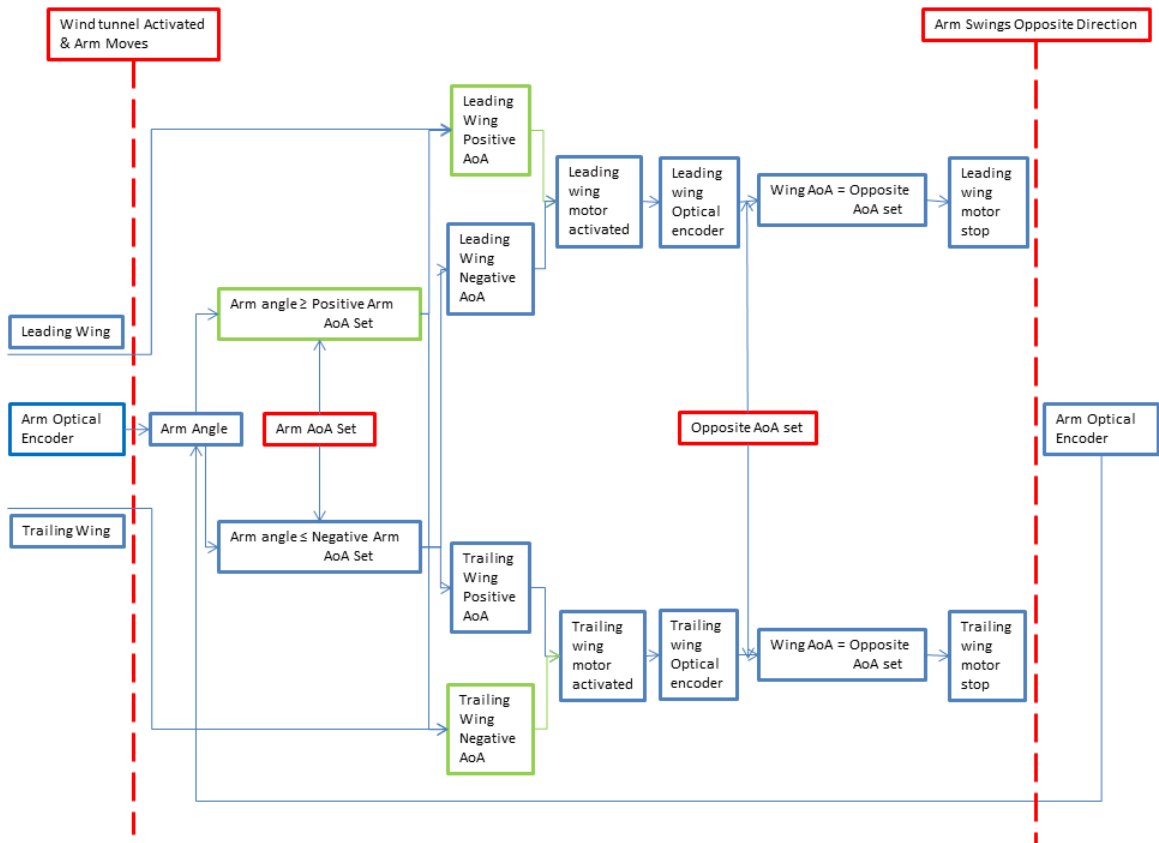 Wind tunnel Activated
& Arm Moves
Arm Swings Opposite Direction
Leading
Wing
Positive
AoA
Leading
wing
motor
activated
Leading
wing
Optical
encoder
Wing AoA = Opposite
AoA set
Leading
wing
motor
stop
Leading
Wing
Negative
AoA
Arm angle ≥ Positive Arm
AoA Set
Leading Wing
Arm Optical
Encoder
Arm Angle
Arm AoA Set
Opposite AoA set
Arm Optical
Encoder
Trailing Wing
Arm angle ≤ Negative Arm
AoA Set
Trailing
Wing
Positive
AoA
Trailing
wing
motor
activated
Trailing
wing
Optical
encoder
Wing AoA = Opposite
AoA set
Trailing
wing
motor
stop
Trailing
Wing
Negative
AoA